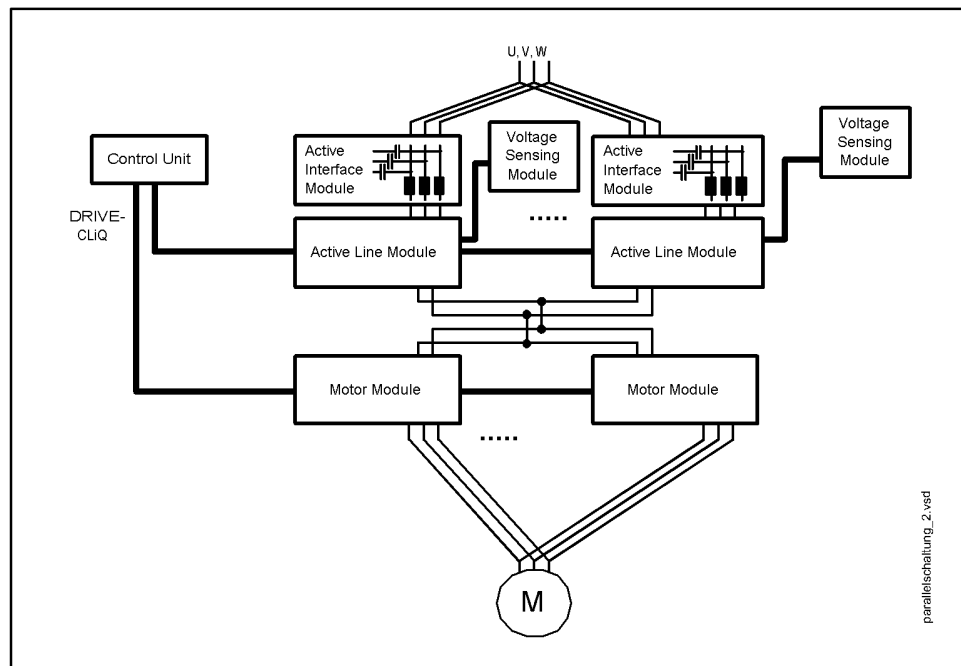 U, V, W
Control Unit
DRIVE-
CLiQ
Active
Interface
Module
Voltage
Sensing
Module
Active
Interface
Module
Voltage
Sensing
Module
.....
Active Line Module
Active Line Module
Motor Module
Motor Module
.....
M
parallelschaltung_2.vsd